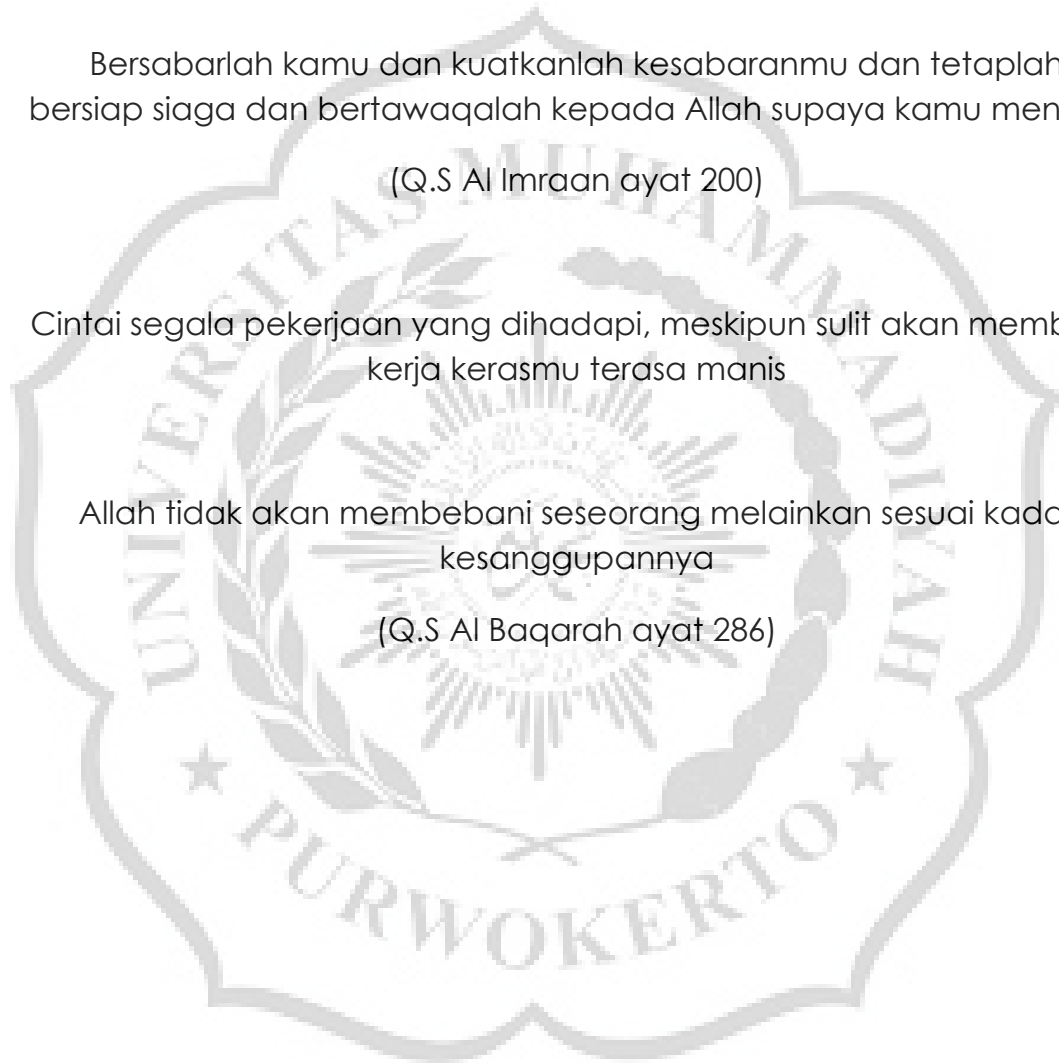 Bersabarlah kamu dan kuatkanlah kesabaranmu dan tetaplah
bersiap siaga dan bertawaqalah kepada Allah supaya kamu men
(Q.S Al Imraan ayat 200)
Cintai segala pekerjaan yang dihadapi, meskipun sulit akan memb
kerja kerasmu terasa manis
Allah tidak akan membebani seseorang melainkan sesuai kada
kesanggupannya
(Q.S Al Baqarah ayat 286)
UNIVERSITAS MUHAMMADIYAH
PURWOKERTO